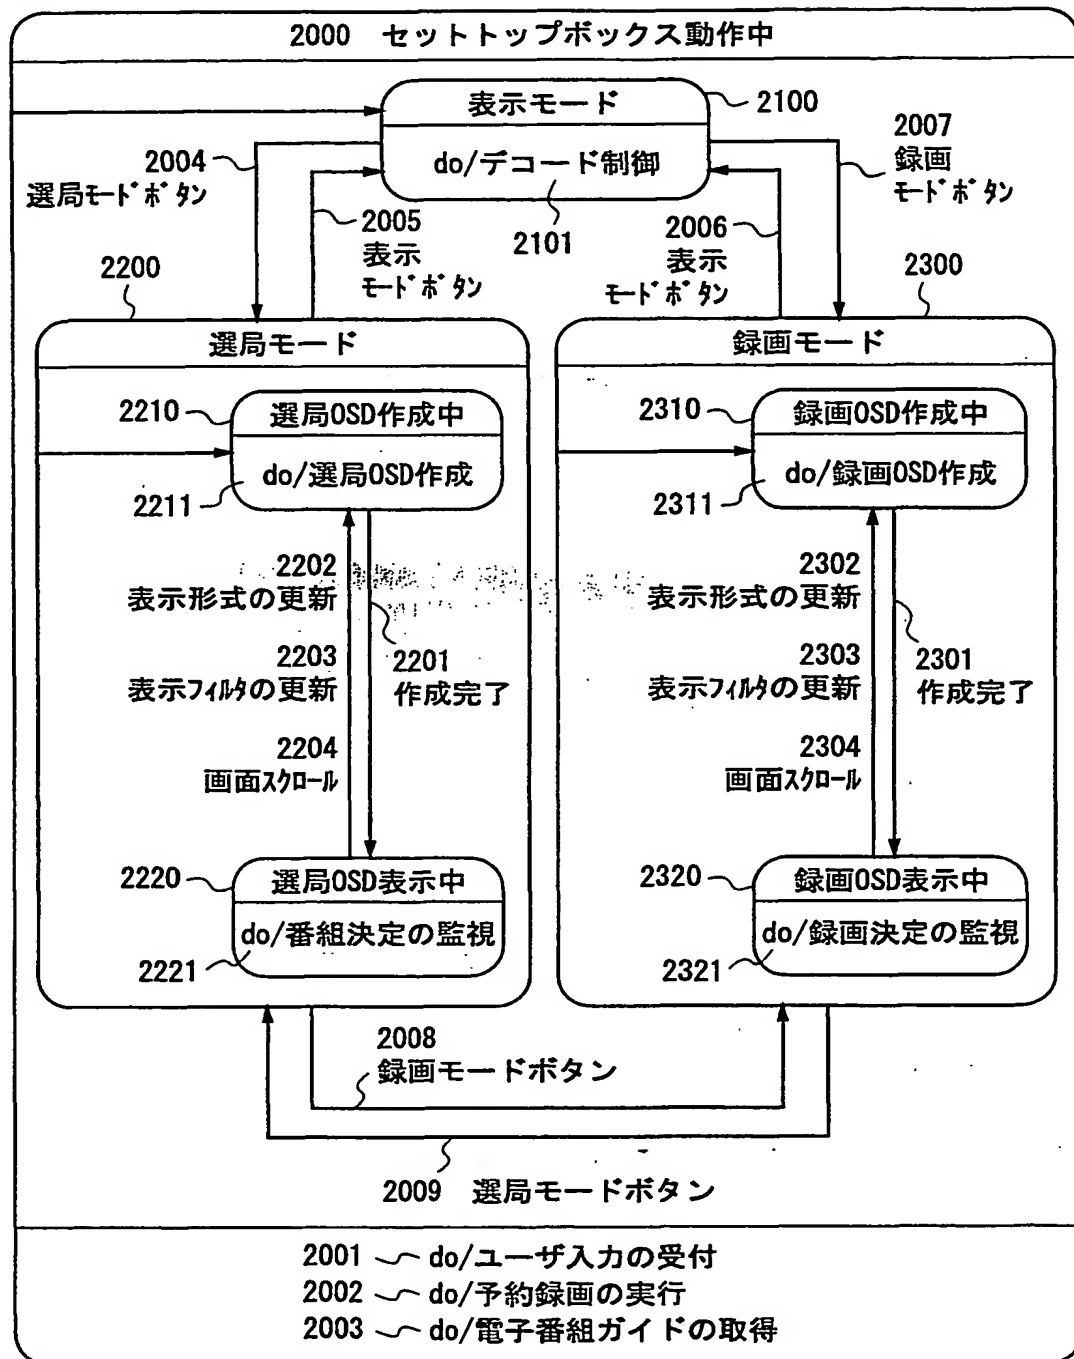 2000 セットトップボックス動作中
表示モード
2100
do/デコード制御
2101
2004
選局ﾓｰﾄﾞﾎﾞﾀﾝ
2005
表示
ﾓｰﾄﾞﾎﾞﾀﾝ
2006
表示
ﾓｰﾄﾞﾎﾞﾀﾝ
2007
録画
ﾓｰﾄﾞﾎﾞﾀﾝ
2200
選局モード
2210
選局OSD作成中
do/選局OSD作成
2211
2202
表示形式の更新
2203
表示ﾌｨﾙﾀの更新
2204
画面ｽｸﾛｰﾙ
2201
作成完了
2220
選局OSD表示中
do/番組決定の監視
2221
2300
録画モード
2310
録画OSD作成中
do/録画OSD作成
2311
2302
表示形式の更新
2303
表示ﾌｨﾙﾀの更新
2304
画面ｽｸﾛｰﾙ
2301
作成完了
2320
録画OSD表示中
do/録画決定の監視
2321
2008
録画モードボタン
2009 選局モードボタン
2001 do/ユーザ入力の受付
2002 do/予約録画の実行
2003 do/電子番組ガイドの取得